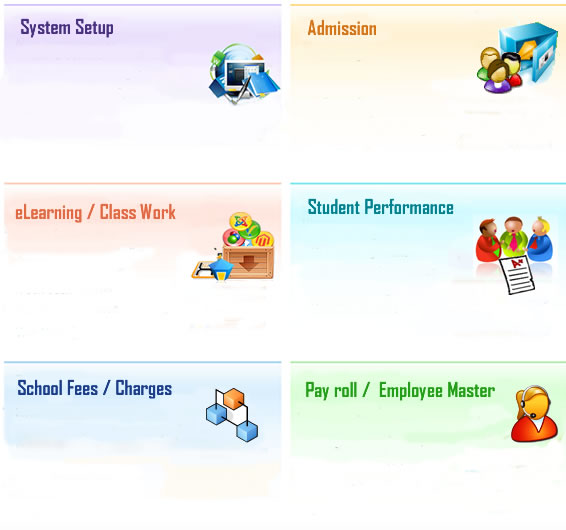 System Setup
Admission
eLearning / Class Work
Student Performance
School Fees / Charges
Pay roll / Employee Master